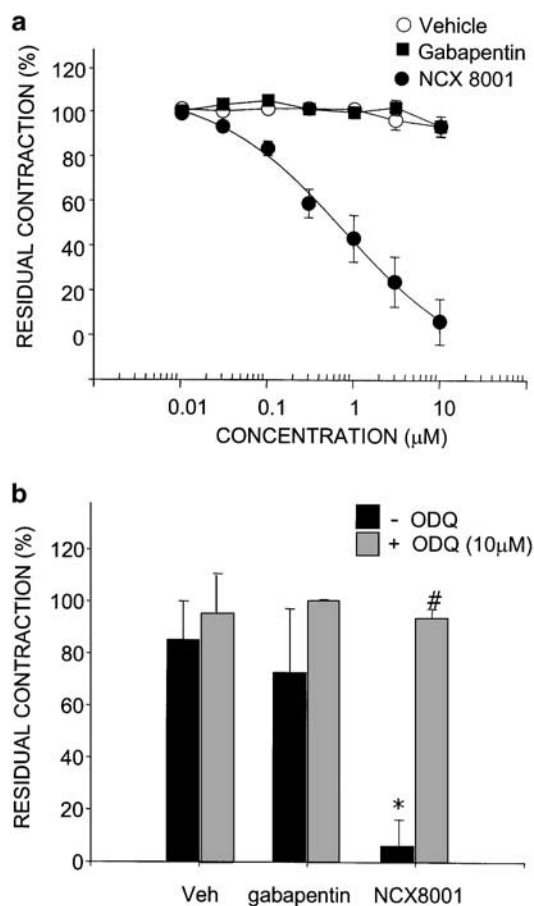 a
Vehicle
Gabapentin
NCX 8001
RESIDUAL CONTRACTION (%)
120
100
80
60
40
20
0
0.01 0.1 1 10
CONCENTRATION (μM)
b
- ODQ
+ ODQ (10μM)
RESIDUAL CONTRACTION (%)
120
100
80
60
40
20
0
#
*
Veh gabapentin NCX8001